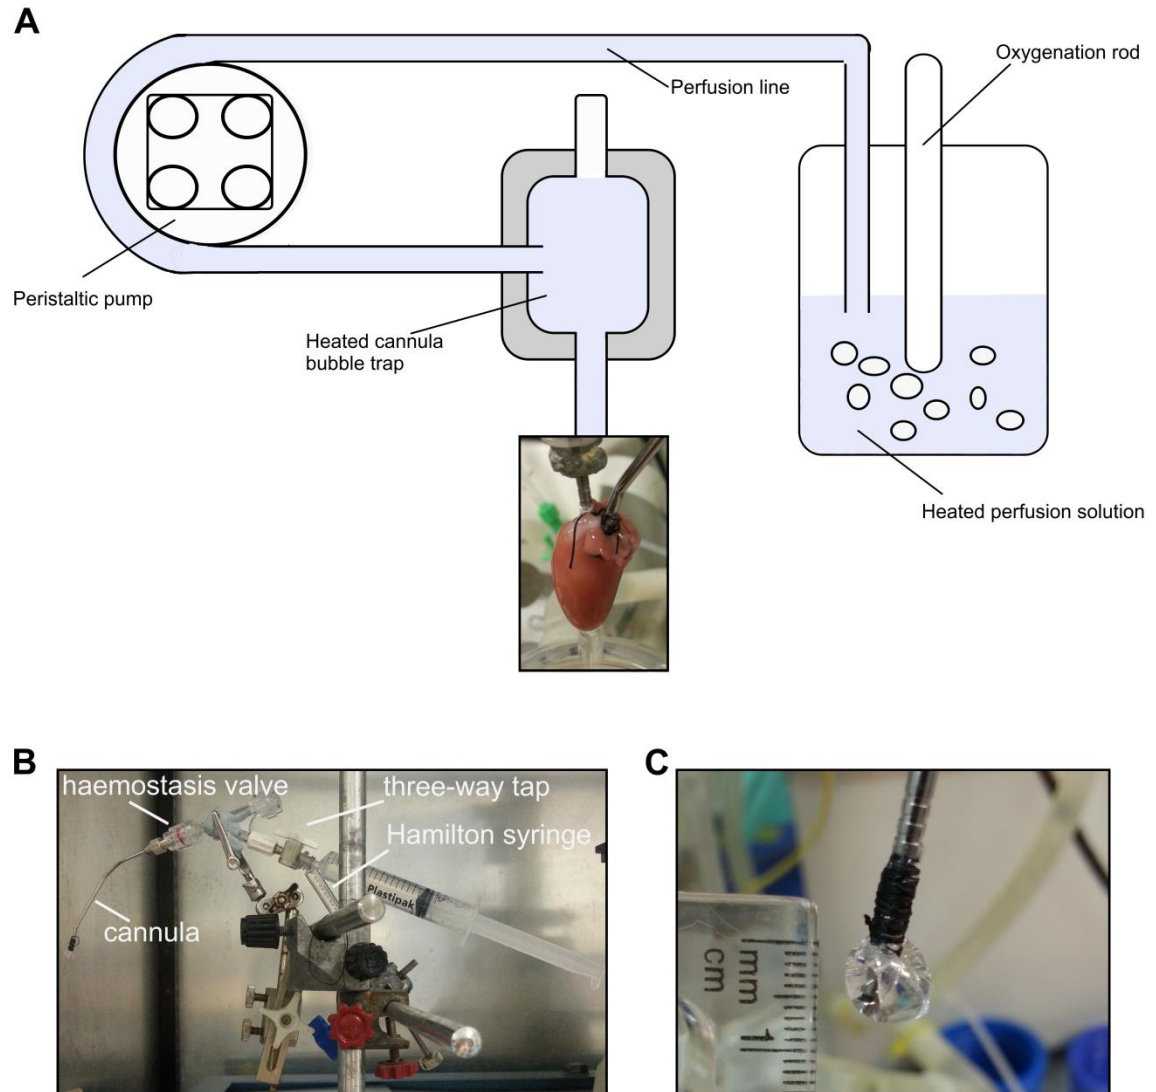 A
Oxygenation rod
Perfusion line
Peristaltic pump
Heated cannula
bubble trap
Heated perfusion solution
B
haemostasis valve
three-way tap
Hamilton syringe
Plastipak
cannula
C
cm
mm
1